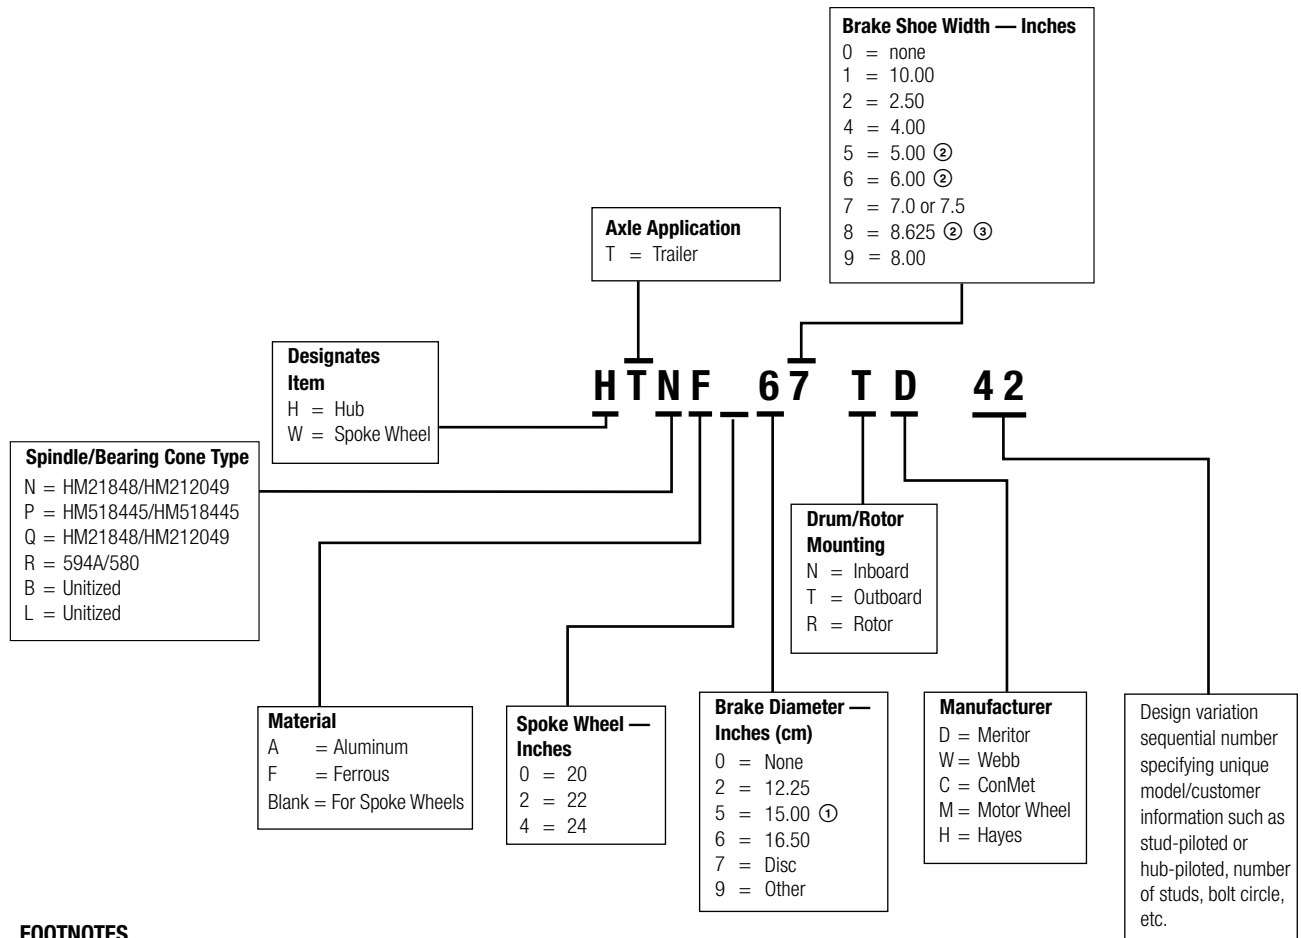 Brake Shoe Width — Inches
0 = none
1 = 10.00
2 = 2.50
4 = 4.00
5 = 5.00 ②
6 = 6.00 ②
7 = 7.0 or 7.5
8 = 8.625 ② ③
9 = 8.00
Axle Application
T = Trailer
Designates
Item
H = Hub
W = Spoke Wheel
H T N F _ 6 7 T D 4 2
Spindle/Bearing Cone Type
N = HM21848/HM212049
P = HM518445/HM518445
Q = HM21848/HM212049
R = 594A/580
B = Unitized
L = Unitized
Drum/Rotor
Mounting
N = Inboard
T = Outboard
R = Rotor
Material
A = Aluminum
F = Ferrous
Blank = For Spoke Wheels
Spoke Wheel —
Inches
0 = 20
2 = 22
4 = 24
Brake Diameter —
Inches (cm)
0 = None
2 = 12.25
5 = 15.00 ①
6 = 16.50
7 = Disc
9 = Other
Manufacturer
D = Meritor
W = Webb
C = ConMet
M = Motor Wheel
H = Hayes
Design variation
sequential number
specifying unique
model/customer
information such as
stud-piloted or
hub-piloted, number
of studs, bolt circle,
etc.
FOOTNOTES